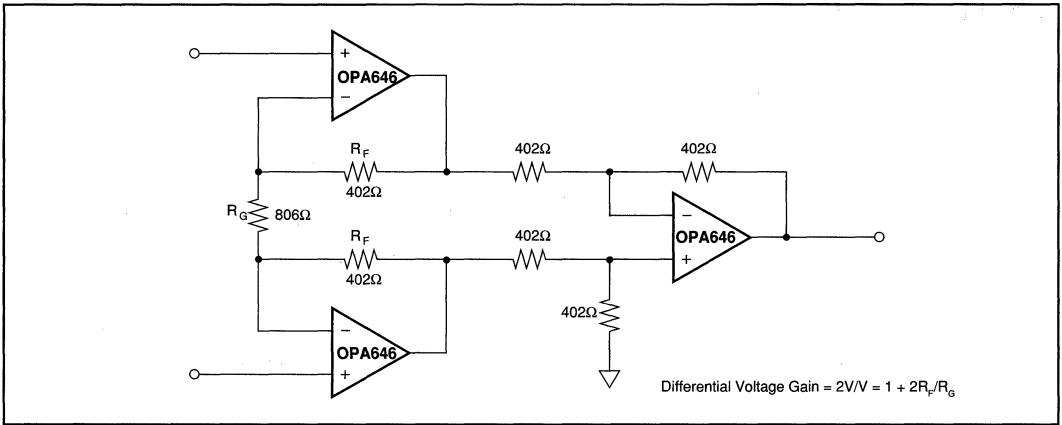 +
OPA646
−
R_F
402Ω
402Ω
402Ω
R_G 806Ω
−
OPA646
+
R_F
402Ω
402Ω
402Ω
−
OPA646
+
Differential Voltage Gain = 2V/V = 1 + 2R_F/R_G